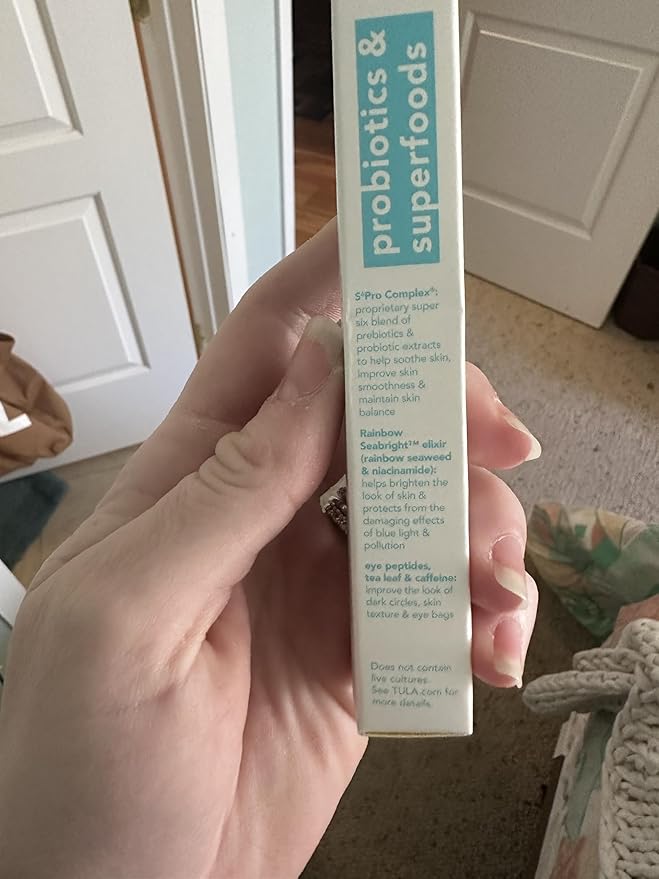 probiotics &
superfoods
S⁶Pro Complex®:
proprietary super
six blend of
prebiotics &
probiotic extracts
to help soothe skin,
improve skin
smoothness &
maintain skin
balance
Rainbow
Seabright™ elixir
(rainbow seaweed
& niacinamide):
helps brighten the
look of skin &
protects from the
damaging effects
of blue light &
pollution
eye peptides,
tea leaf & caffeine:
improve the look of
dark circles, skin
texture & eye bags
Does not contain
live cultures.
See TULA.com for
more details.